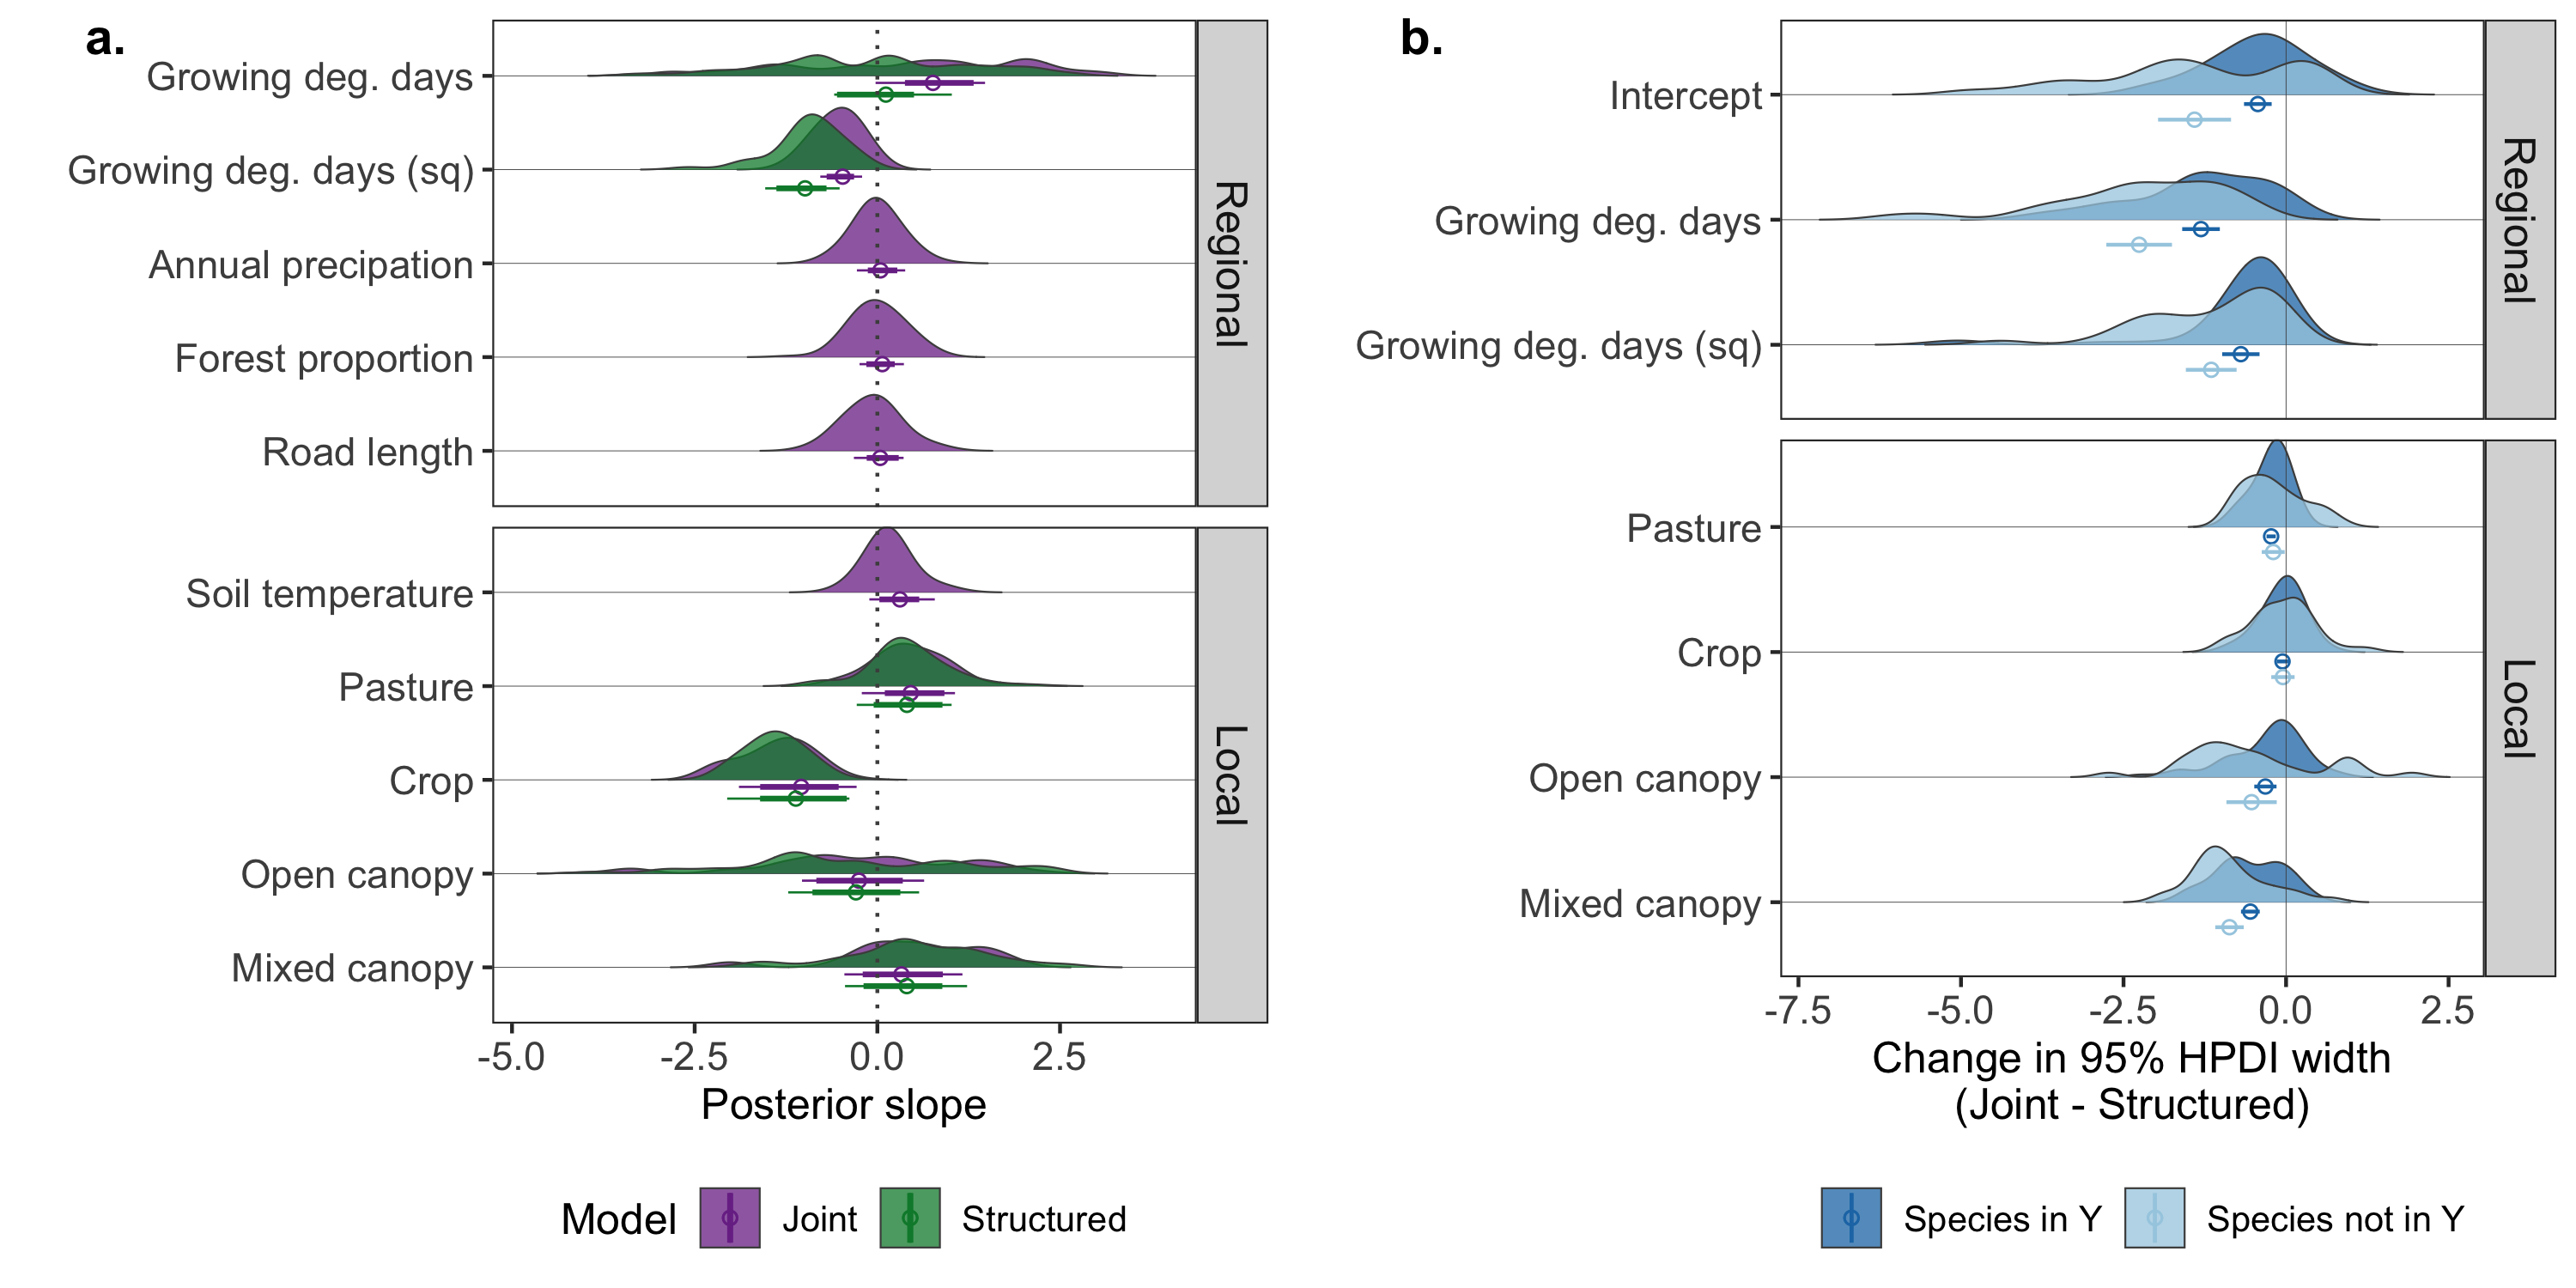 a.
Growing deg. days
Growing deg. days (sq)
Annual precipation
Forest proportion
Road length
Regional
Soil temperature
Pasture
Crop
Open canopy
Mixed canopy
Local
-5.0 -2.5 0.0 2.5
Posterior slope
Model Joint Structured
b.
Intercept
Growing deg. days
Growing deg. days (sq)
Regional
Pasture
Crop
Open canopy
Mixed canopy
Local
-7.5 -5.0 -2.5 0.0 2.5
Change in 95% HPDI width
(Joint - Structured)
Species in Y Species not in Y